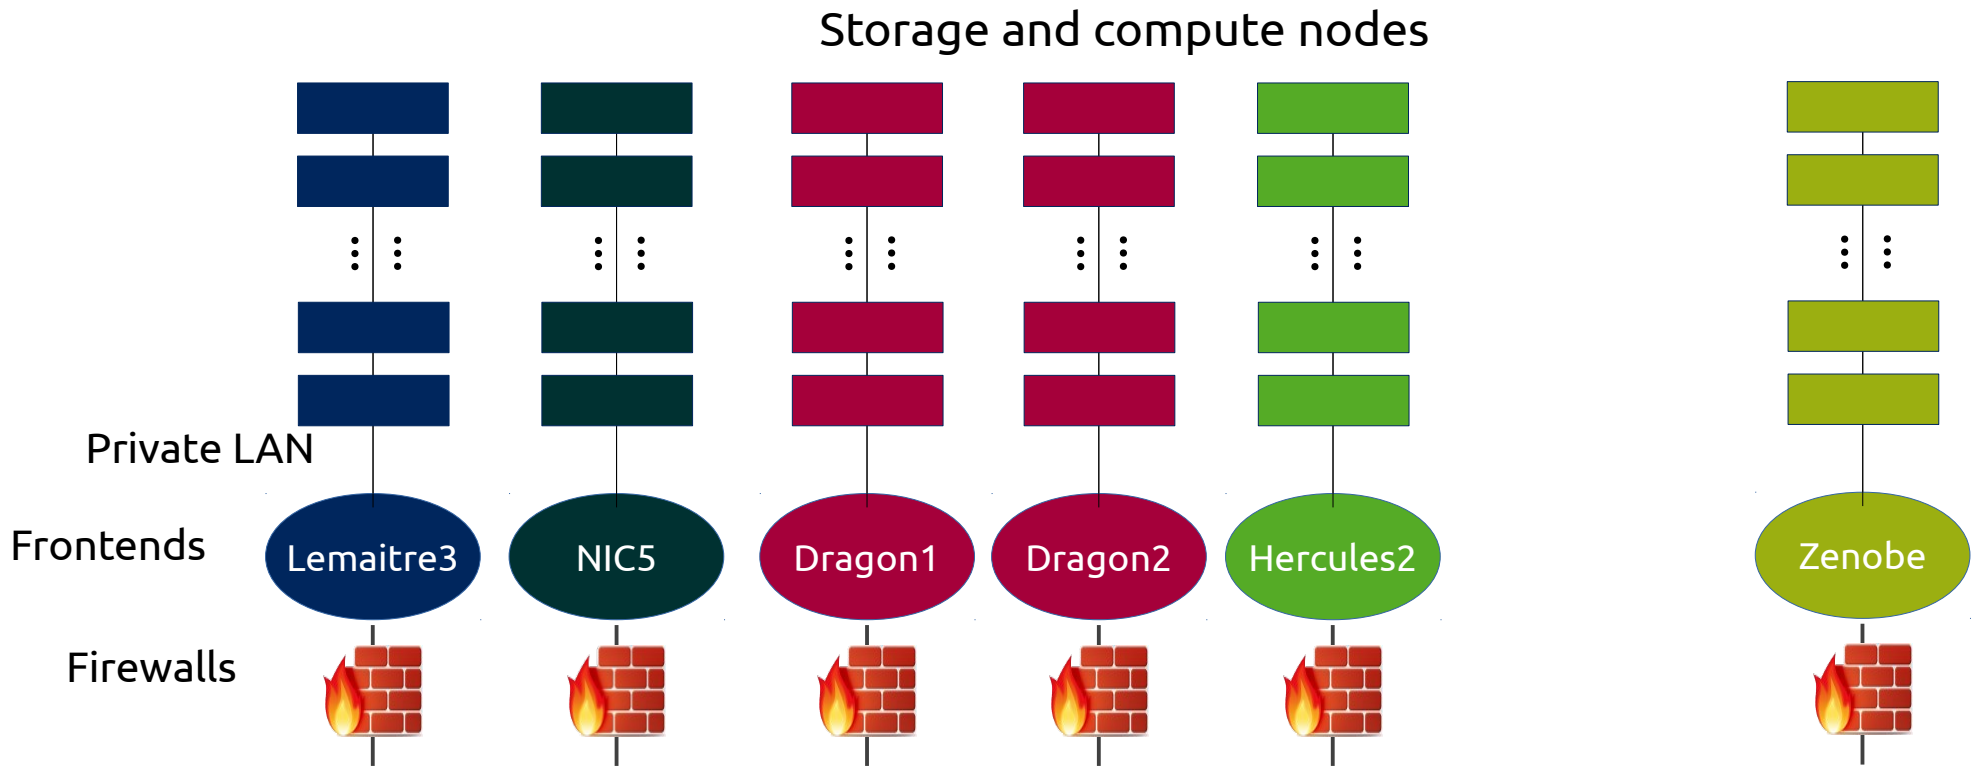 Storage and compute nodes
Private LAN
Frontends
Lemaitre3
NIC5
Dragon1
Dragon2
Hercules2
Zenobe
Firewalls